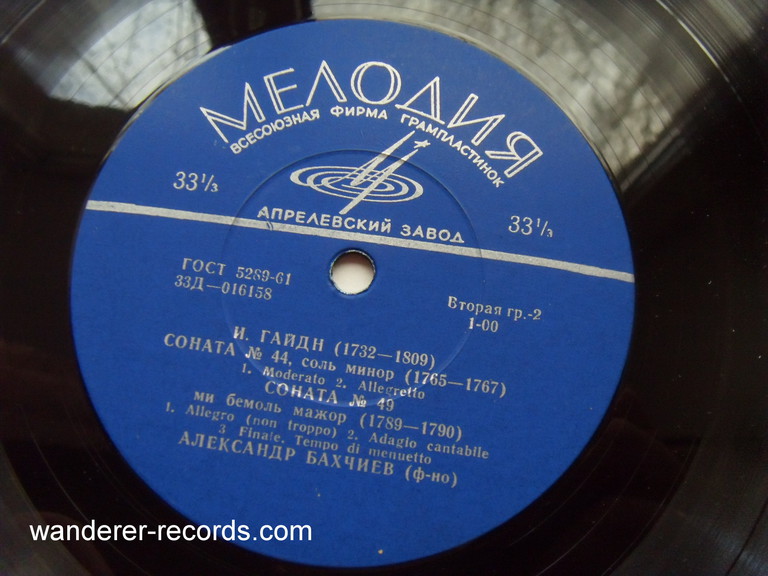 МЕЛОДИЯ
ВСЕСОЮЗНАЯ ФИРМА ГРАМПЛАСТИНОК
33⅓
33⅓
АПРЕЛЕВСКИЙ ЗАВОД
ГОСТ 5289-61
33Д—016158
Вторая гр.-2
1-00
И. ГАЙДН (1732—1809)
СОНАТА № 44, соль минор (1765—1767)
1. Moderato 2. Allegretto
СОНАТА № 49
ми бемоль мажор (1789—1790)
1. Allegro (non troppo) 2. Adagio cantabile
3 Finale. Tempo di menuetto
АЛЕКСАНДР БАХЧИЕВ (ф-но)
wanderer-records.com